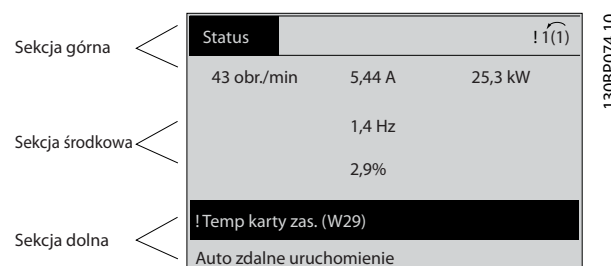 Sekcja górna
Status
! 1(1)
43 obr./min 5,44 A 25,3 kW
Sekcja środkowa
1,4 Hz
2,9%
! Temp karty zas. (W29)
Sekcja dolna
Auto zdalne uruchomienie
130BP074.10